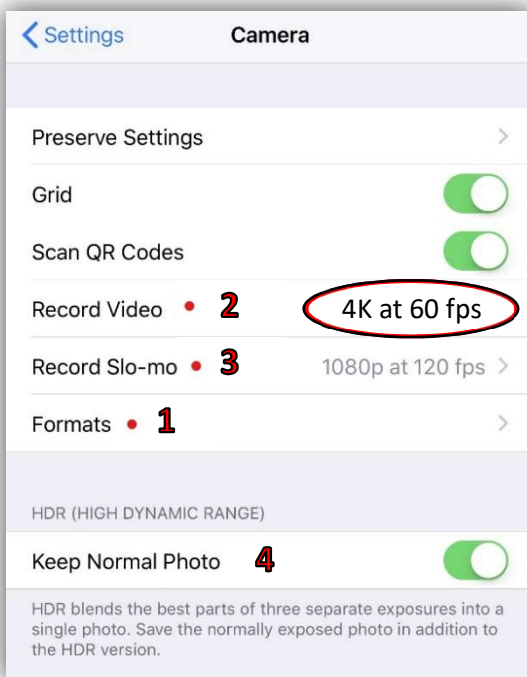 Settings Camera
Preserve Settings
Grid
Scan QR Codes
Record Video 2 4K at 60 fps
Record Slo-mo 3 1080p at 120 fps
Formats 1
HDR (HIGH DYNAMIC RANGE)
Keep Normal Photo 4
HDR blends the best parts of three separate exposures into a
single photo. Save the normally exposed photo in addition to
the HDR version.